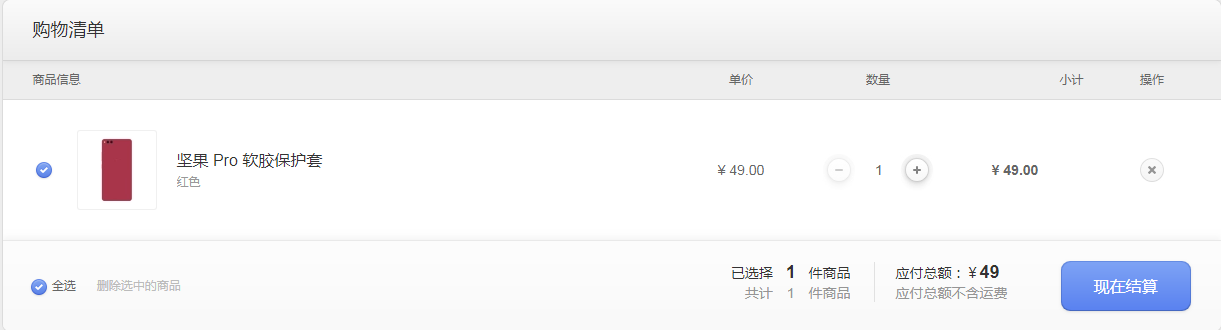 购物清单
商品信息 单价 数量 小计 操作
坚果 Pro 软胶保护套
红色
¥ 49.00 1 ¥ 49.00
全选 删除选中的商品
已选择 1 件商品
共计 1 件商品
应付总额：¥ 49
应付总额不含运费
现在结算